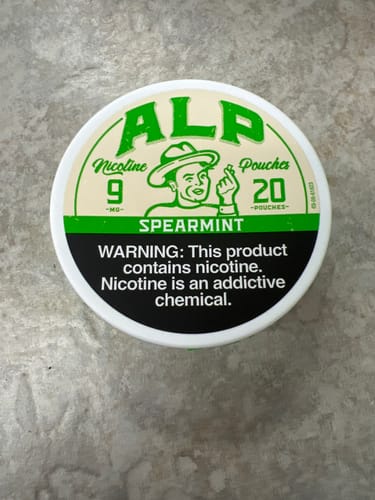 ALP
Nicotine Pouches
9 20
-MG- -POUCHES-
SPEARMINT
WARNING: This product
contains nicotine.
Nicotine is an addictive
chemical.